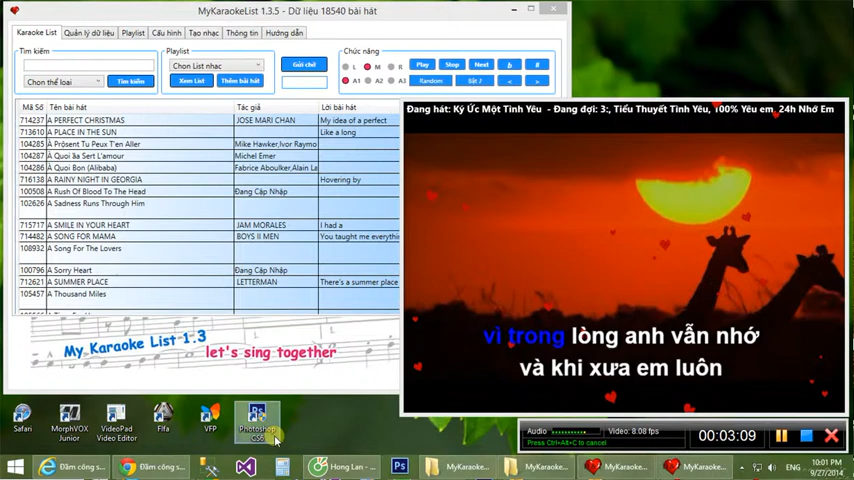 MyKaraokeList 1.3.5 - Dữ liệu 18540 bài hát
Karaoke List Quản lý dữ liệu Playlist Cấu hình Tạo nhạc Thông tin Hướng dẫn
Tìm kiếm
Chọn thể loại Tìm kiếm
Playlist
Chọn List nhac
Xem List Thêm bài hát
Gửi chữ
Chức năng
L M R Play Stop Next b #
A1 A2 A3 Random Bật 2 < >
Mã Số Tên bài hát Tác giả Lời bài hát
714237 A PERFECT CHRISTMAS JOSE MARI CHAN My idea of a perfect
713610 A PLACE IN THE SUN Like a long
104285 À Présent Tu Peux T'en Aller Mike Hawker,Ivor Raymo
104287 À Quoi Sert L'amour Michel Emer
104286 À Quoi Bon (Alibaba) Fabrice Aboulker,Alain La
716138 A RAINY NIGHT IN GEORGIA Hovering by
100508 A Rush Of Blood To The Head Đang Cập Nhập
102626 A Sadness Runs Through Him
715717 A SMILE IN YOUR HEART JAM MORALES I had a
714482 A SONG FOR MAMA BOYS II MEN You taught me everythi
108932 A Song For The Lovers
100796 A Sorry Heart Đang Cập Nhập
712621 A SUMMER PLACE LETTERMAN There's a summer place
105457 A Thousand Miles
My Karaoke List 1.3
let's sing together
Đang hát: Ký Ức Một Tình Yêu - Đang đợi: 3:, Tiểu Thuyết Tình Yêu, 100% Yêu em, 24h Nhớ Em
vì trong lòng anh vẫn nhớ
và khi xưa em luôn
Safari MorphVOX Junior VideoPad Video Editor FIfa VFP Photoshop CS6
Audio Video: 8.08 fps
Press Ctrl+Alt+C to cancel
00:03:09
Đâm công s... Đâm công s... Hong Lan - ... MyKaraoke... MyKaraoke... MyKaraoke... MyKaraoke... ENG
10:01 PM
9/27/2014